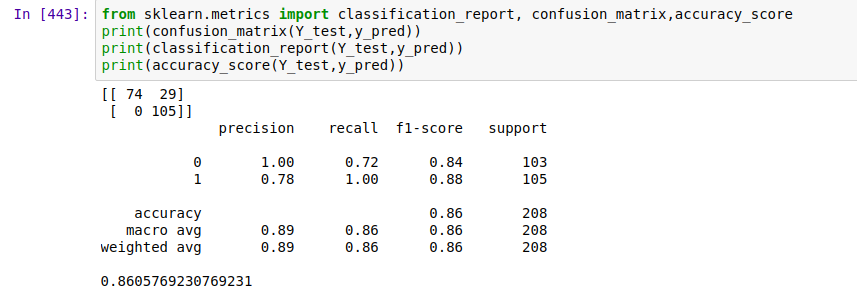 In [443]: from sklearn.metrics import classification_report, confusion_matrix,accuracy_score
print(confusion_matrix(Y_test,y_pred))
print(classification_report(Y_test,y_pred))
print(accuracy_score(Y_test,y_pred))
[[ 74  29]
 [  0 105]]
              precision    recall  f1-score   support
           0       1.00      0.72      0.84       103
           1       0.78      1.00      0.88       105
    accuracy                           0.86       208
   macro avg       0.89      0.86      0.86       208
weighted avg       0.89      0.86      0.86       208
0.8605769230769231